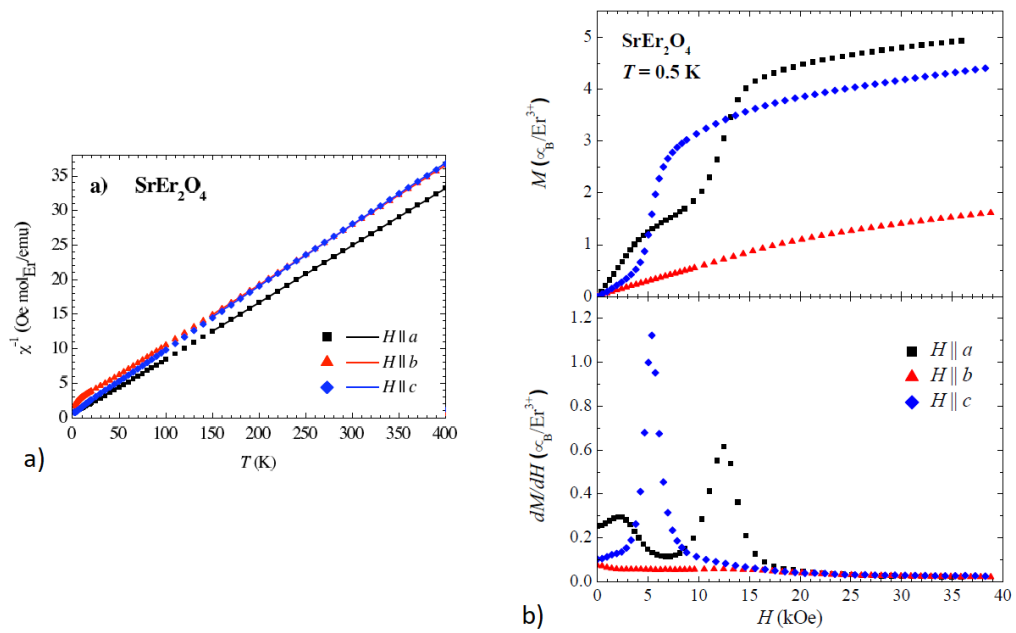 a) SrEr₂O₄
χ⁻¹ (Oe mol_Er/emu)
35
30
25
20
15
10
5
0
H ∥ a
H ∥ b
H ∥ c
0 50 100 150 200 250 300 350 400
T (K)
a)
SrEr₂O₄
T = 0.5 K
M (∝_B/Er³⁺)
5
4
3
2
1
0
dM/dH (∝_B/Er³⁺)
1.2
1.0
0.8
0.6
0.4
0.2
0.0
H ∥ a
H ∥ b
H ∥ c
0 5 10 15 20 25 30 35 40
H (kOe)
b)